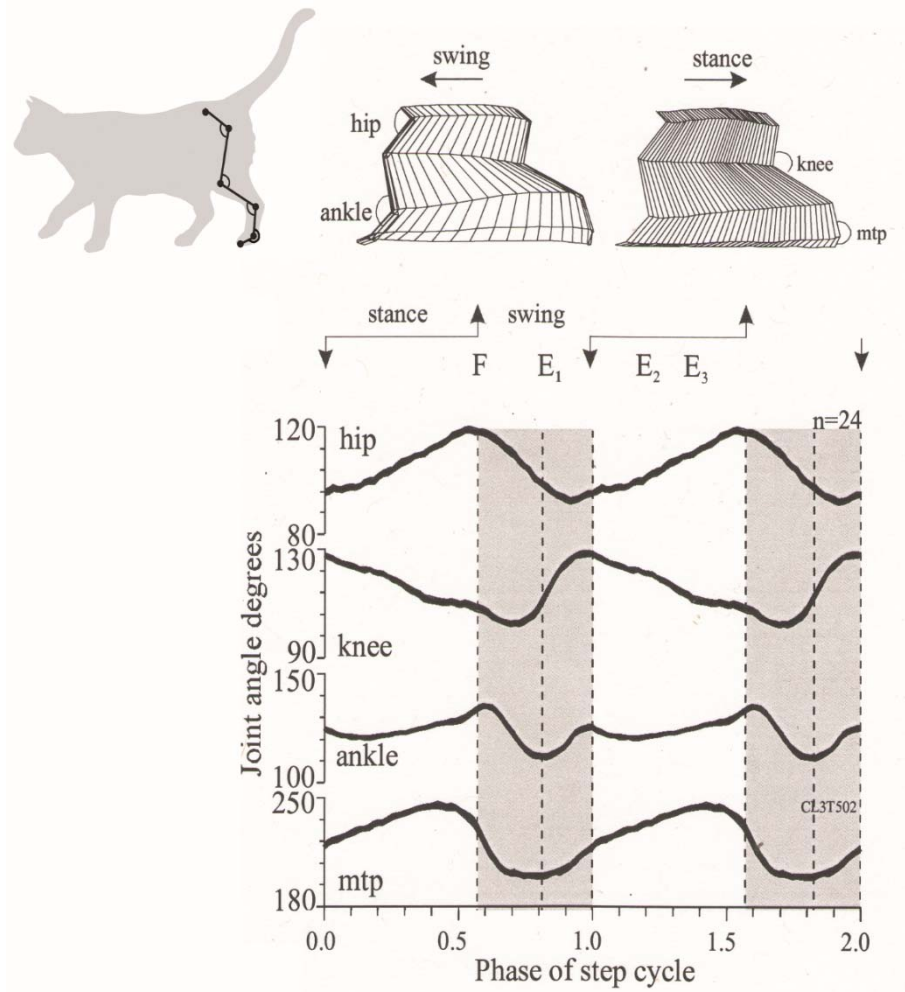 swing
stance
hip
knee
ankle
mtp
stance
swing
F
E₁
E₂
E₃
n=24
Joint angle degrees
120
hip
80
130
knee
90
150
ankle
100
250
CL3T502
mtp
180
0.0
0.5
1.0
1.5
2.0
Phase of step cycle